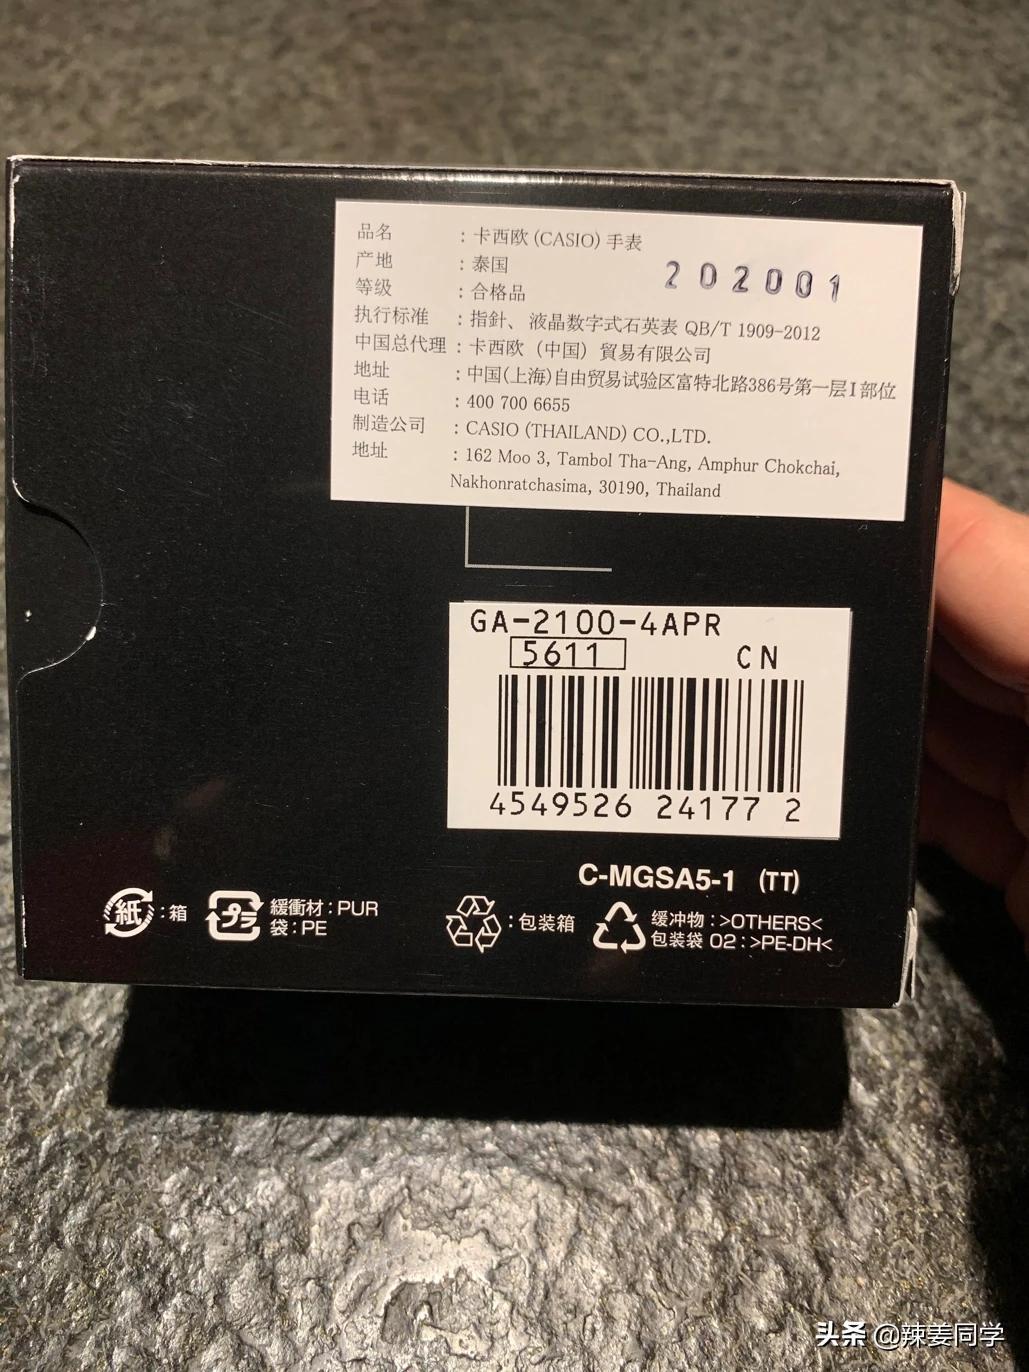 品名 : 卡西欧 (CASIO) 手表
产地 : 泰国
202001
等级 : 合格品
执行标准 : 指針、液晶数字式石英表 QB/T 1909-2012
中国总代理 : 卡西欧（中国）貿易有限公司
地址 : 中国(上海)自由贸易试验区富特北路386号第一层I部位
电话 : 400 700 6655
制造公司 : CASIO (THAILAND) CO.,LTD.
地址 : 162 Moo 3, Tambol Tha-Ang, Amphur Chokchai,
Nakhonratchasima, 30190, Thailand
GA-2100-4APR
5611 CN
4549526 24177 2
C-MGSA5-1 (TT)
紙 : 箱
プラ 緩衝材 : PUR
袋 : PE
: 包装箱
缓冲物 : >OTHERS<
包装袋 02 : >PE-DH<
头条 @辣姜同学